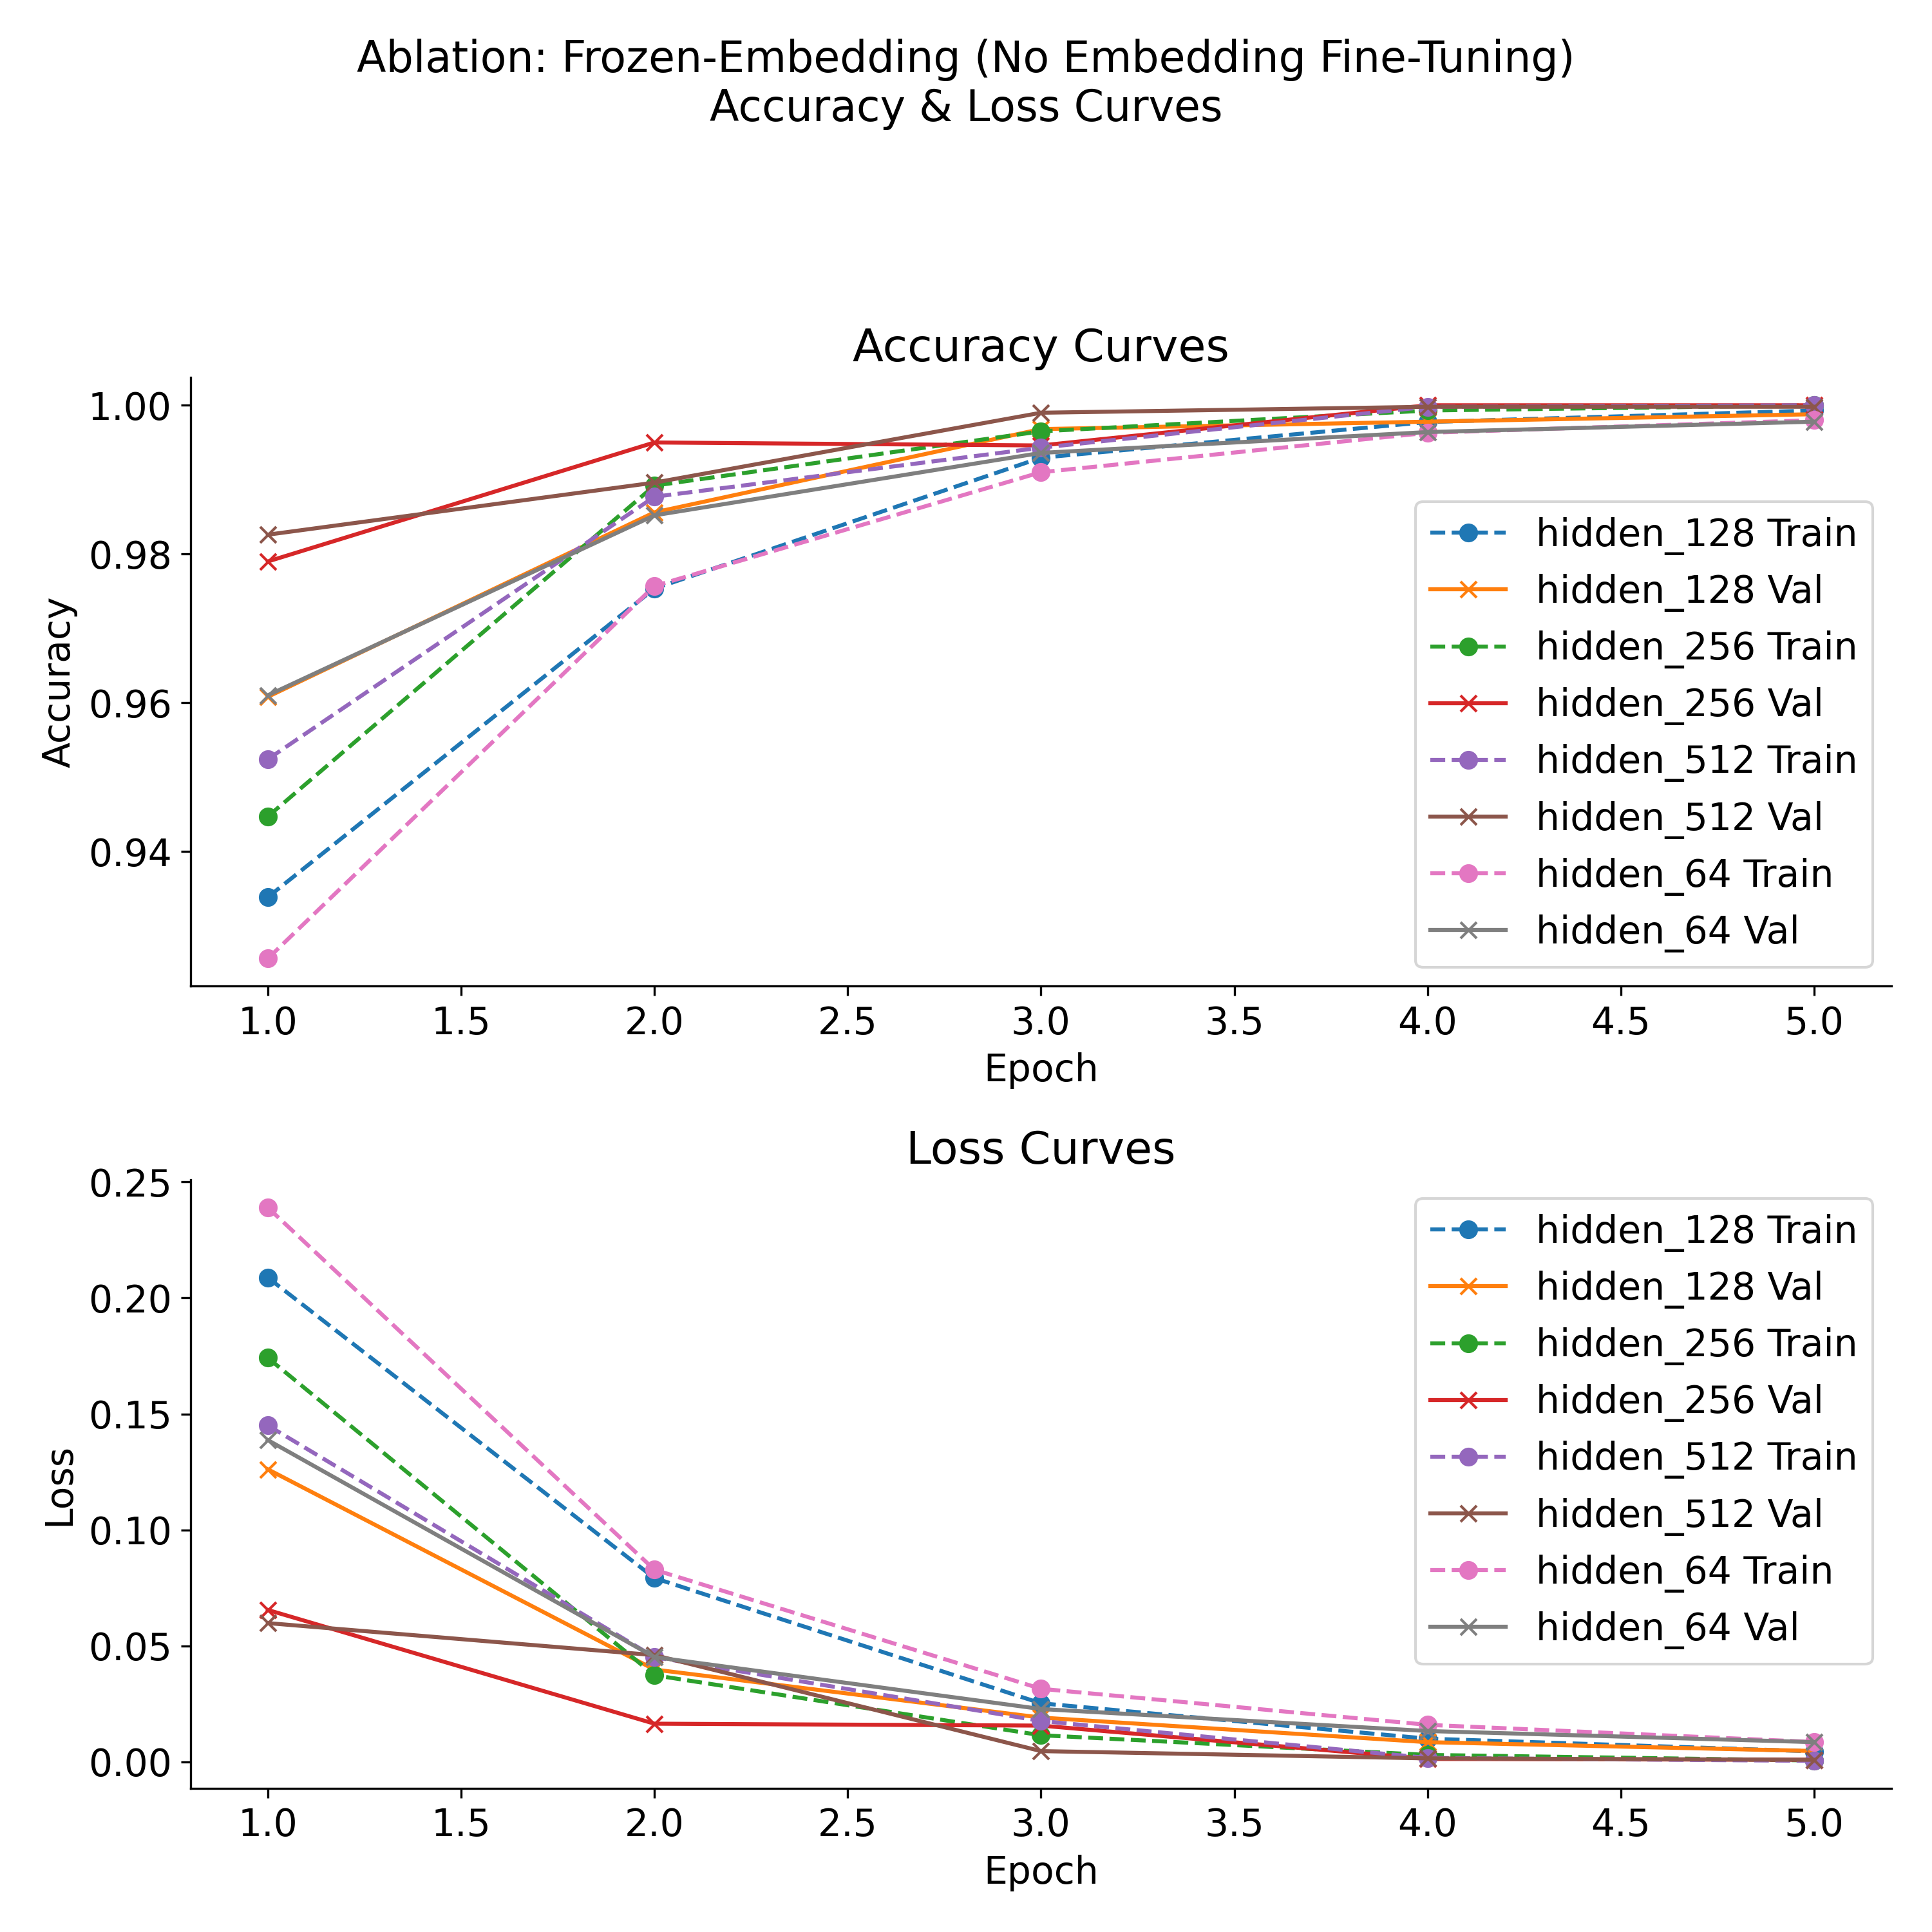 Ablation: Frozen-Embedding (No Embedding Fine-Tuning)
Accuracy & Loss Curves
Accuracy Curves
Accuracy
1.00
0.98
0.96
0.94
hidden_128 Train
hidden_128 Val
hidden_256 Train
hidden_256 Val
hidden_512 Train
hidden_512 Val
hidden_64 Train
hidden_64 Val
1.0 1.5 2.0 2.5 3.0 3.5 4.0 4.5 5.0
Epoch
Loss Curves
Loss
0.25
0.20
0.15
0.10
0.05
0.00
hidden_128 Train
hidden_128 Val
hidden_256 Train
hidden_256 Val
hidden_512 Train
hidden_512 Val
hidden_64 Train
hidden_64 Val
1.0 1.5 2.0 2.5 3.0 3.5 4.0 4.5 5.0
Epoch